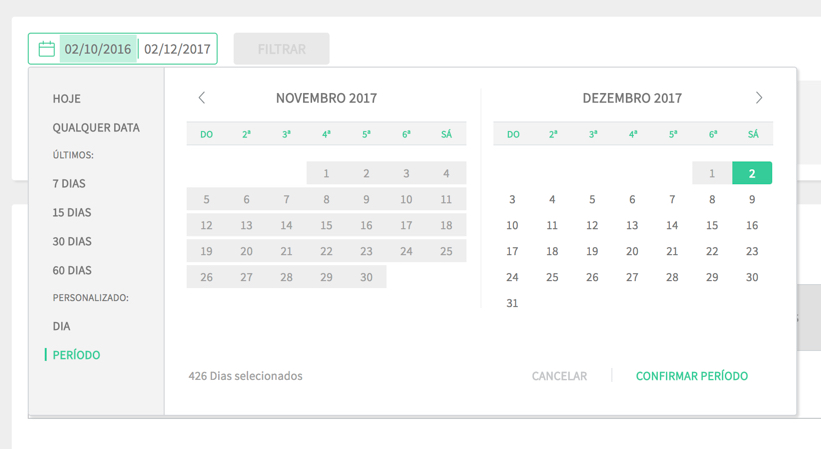 02/10/2016 02/12/2017 FILTRAR
HOJE
QUALQUER DATA
ÚLTIMOS:
7 DIAS
15 DIAS
30 DIAS
60 DIAS
PERSONALIZADO:
DIA
PERÍODO
NOVEMBRO 2017
DO 2ª 3ª 4ª 5ª 6ª SÁ
1 2 3 4
5 6 7 8 9 10 11
12 13 14 15 16 17 18
19 20 21 22 23 24 25
26 27 28 29 30
DEZEMBRO 2017
DO 2ª 3ª 4ª 5ª 6ª SÁ
1 2
3 4 5 6 7 8 9
10 11 12 13 14 15 16
17 18 19 20 21 22 23
24 25 26 27 28 29 30
31
426 Dias selecionados
CANCELAR
CONFIRMAR PERÍODO